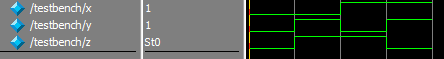 /testbench/x 1
/testbench/y 1
/testbench/z St0